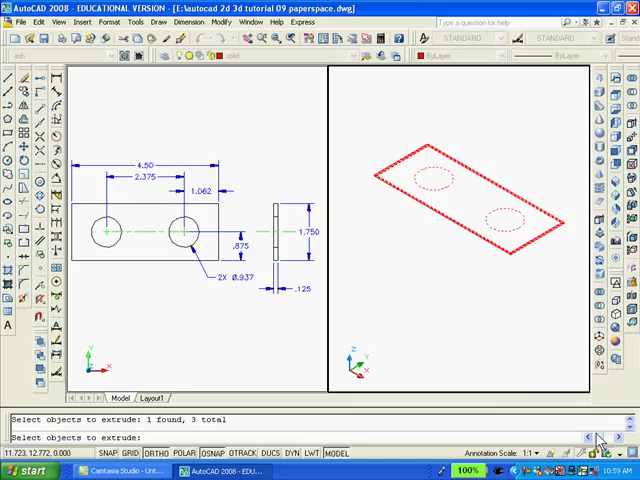 AutoCAD 2008 - EDUCATIONAL VERSION - [E:\autocad 2d 3d tutorial 09 paperspace.dwg]
File Edit View Insert Format Tools Draw Dimension Modify Window Help Express
Type a question for help
STANDARD STANDARD Standa
ash solid ByLayer ByLayer
4.50
2.375
1.062
.875
1.750
2X Ø.937
.125
Y
X
Z
Y
X
Model Layout1
Select objects to extrude: 1 found, 3 total
Select objects to extrude:
11.723, 12.772, 0.000 SNAP GRID ORTHO POLAR OSNAP OTRACK DUCS DYN LWT MODEL Annotation Scale: 1:1
start Camtasia Studio - Unt... AutoCAD 2008 - EDU... 100% 10:59 AM